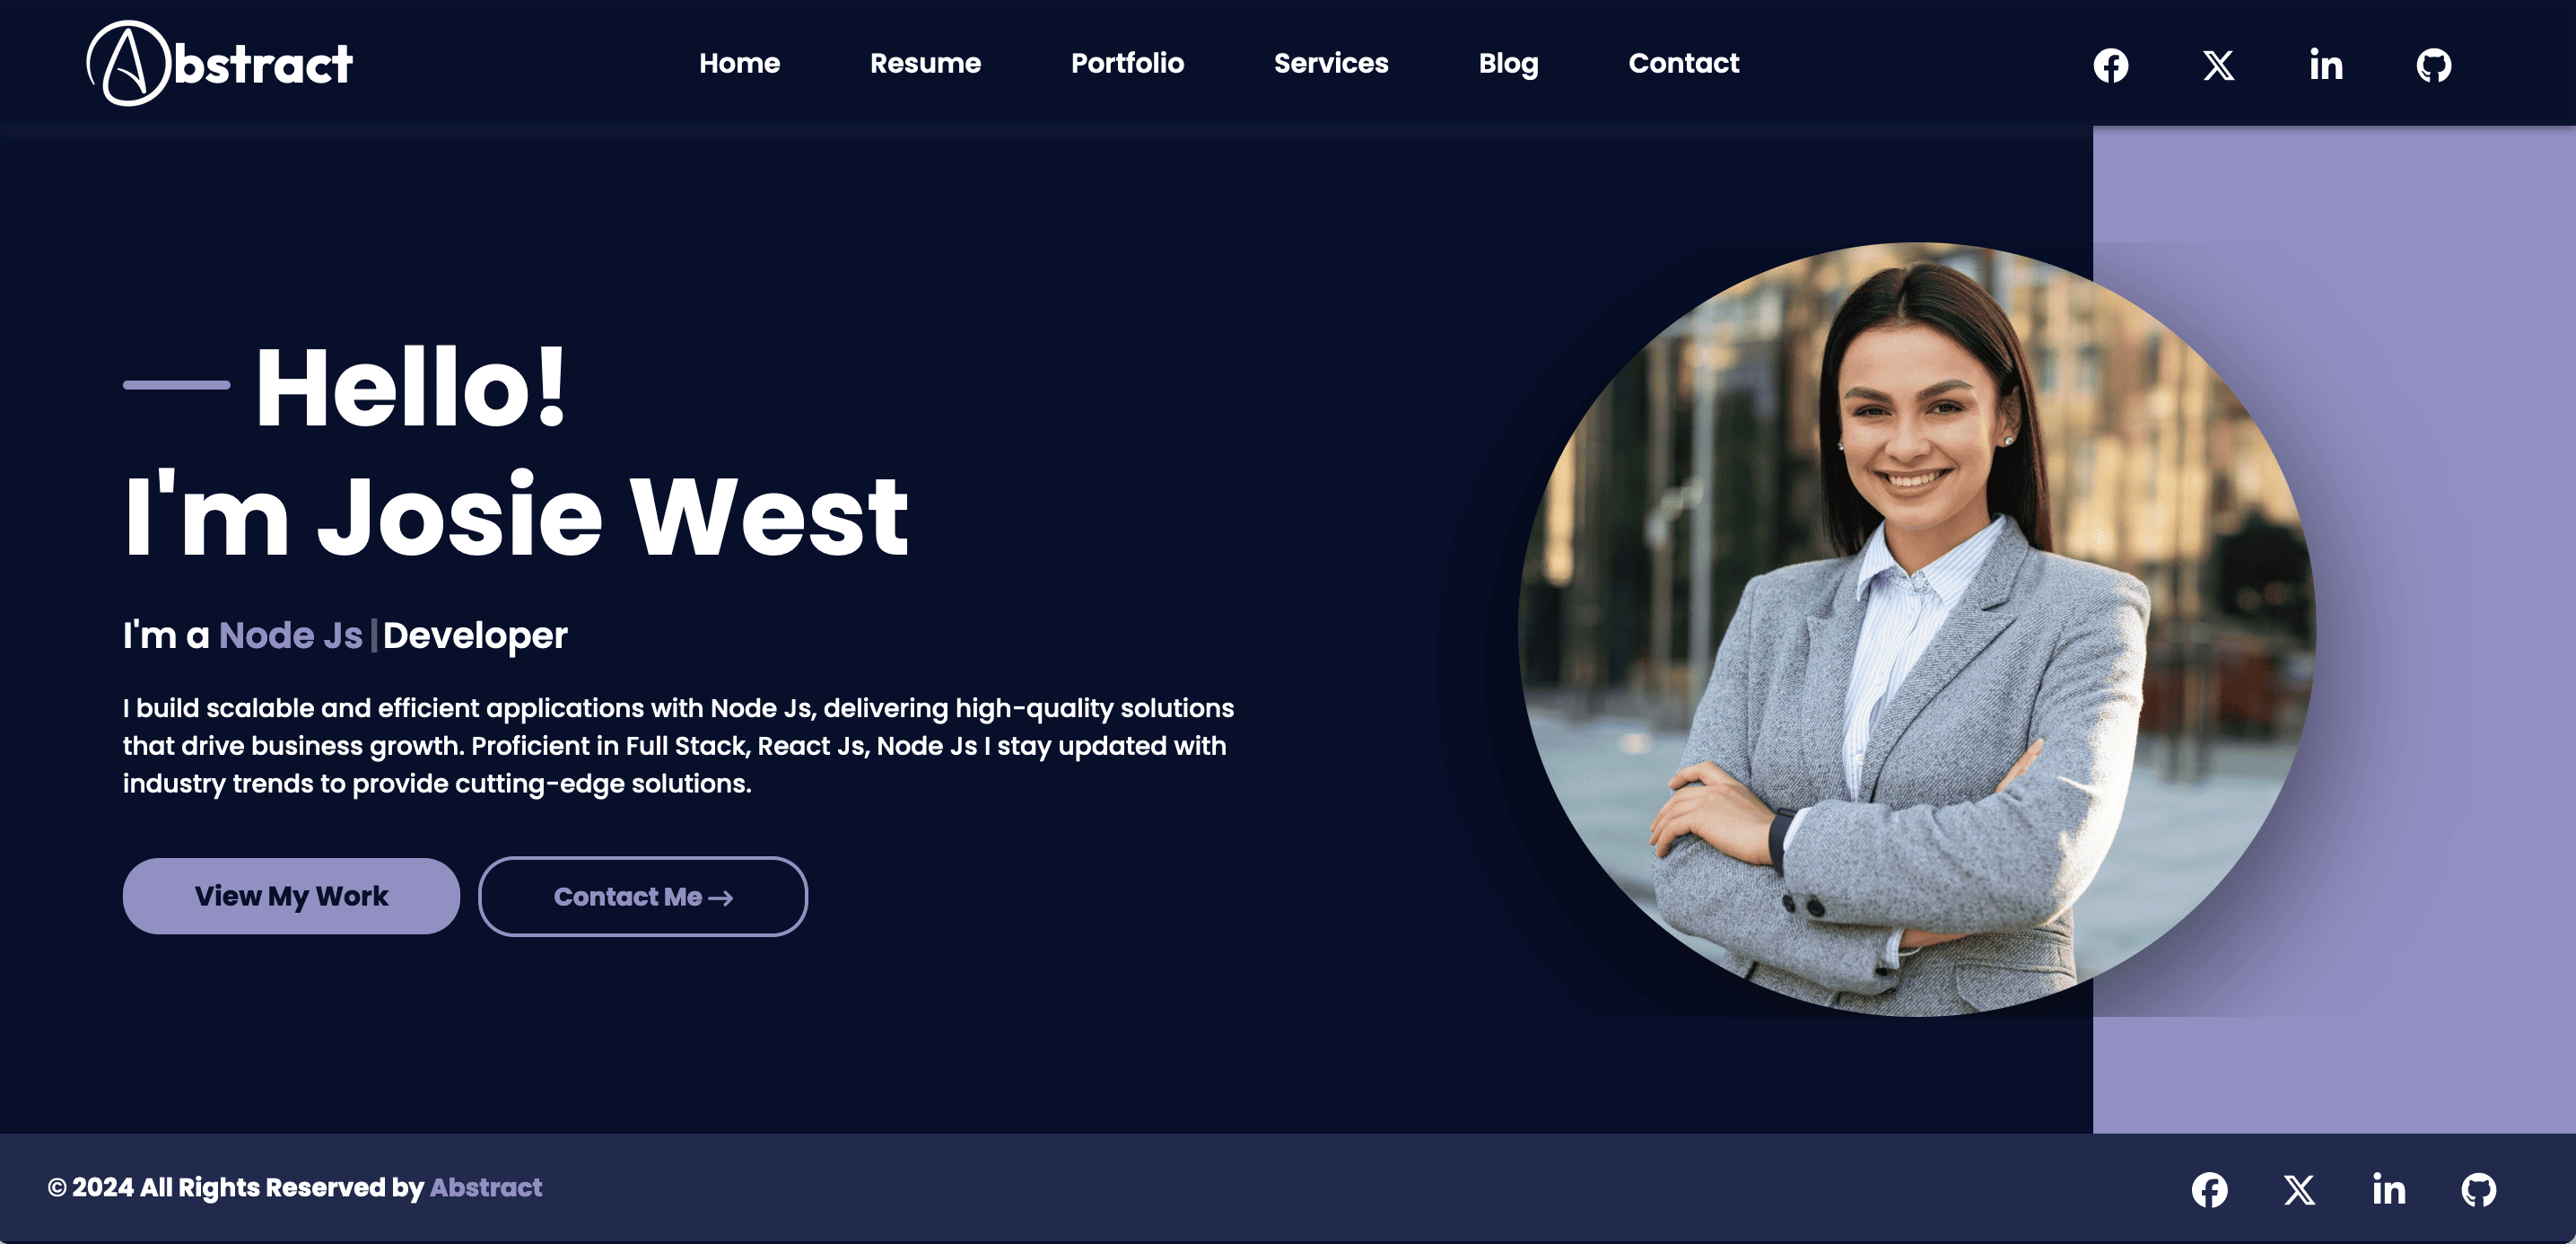 Abstract
Home Resume Portfolio Services Blog Contact
Hello!
I'm Josie West
I'm a Node Js|Developer
I build scalable and efficient applications with Node Js, delivering high-quality solutions
that drive business growth. Proficient in Full Stack, React Js, Node Js I stay updated with
industry trends to provide cutting-edge solutions.
View My Work
Contact Me →
© 2024 All Rights Reserved by Abstract